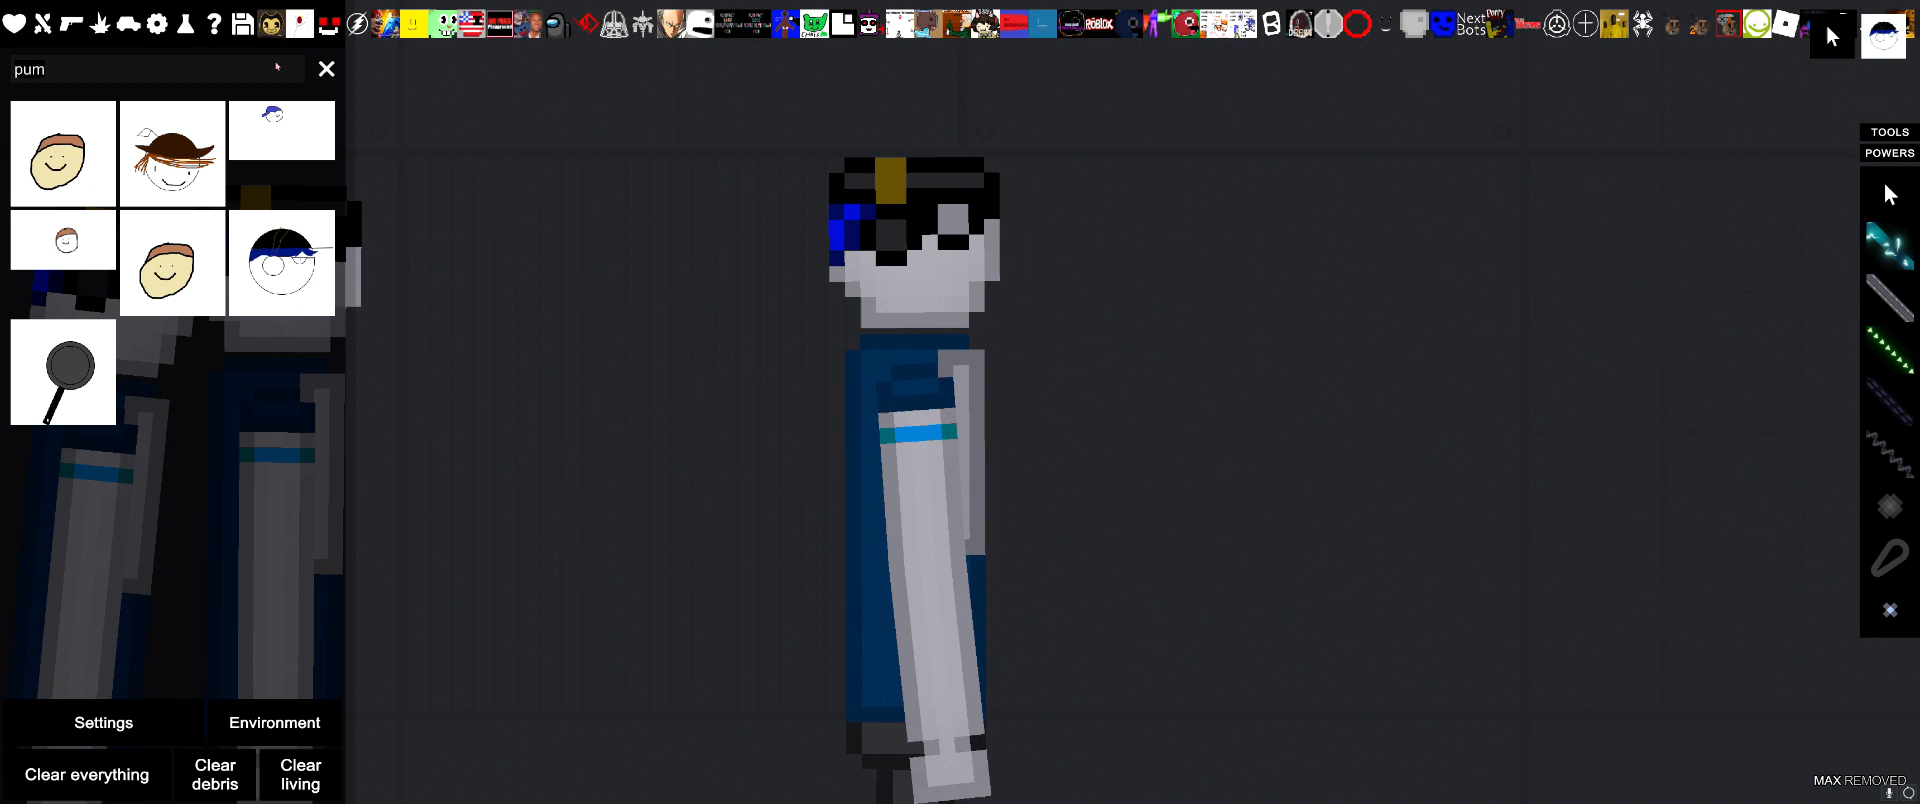 pum
Next
Bots
ROBLOX
TOOLS
POWERS
Settings
Environment
Clear everything
Clear
debris
Clear
living
MAX REMOVED